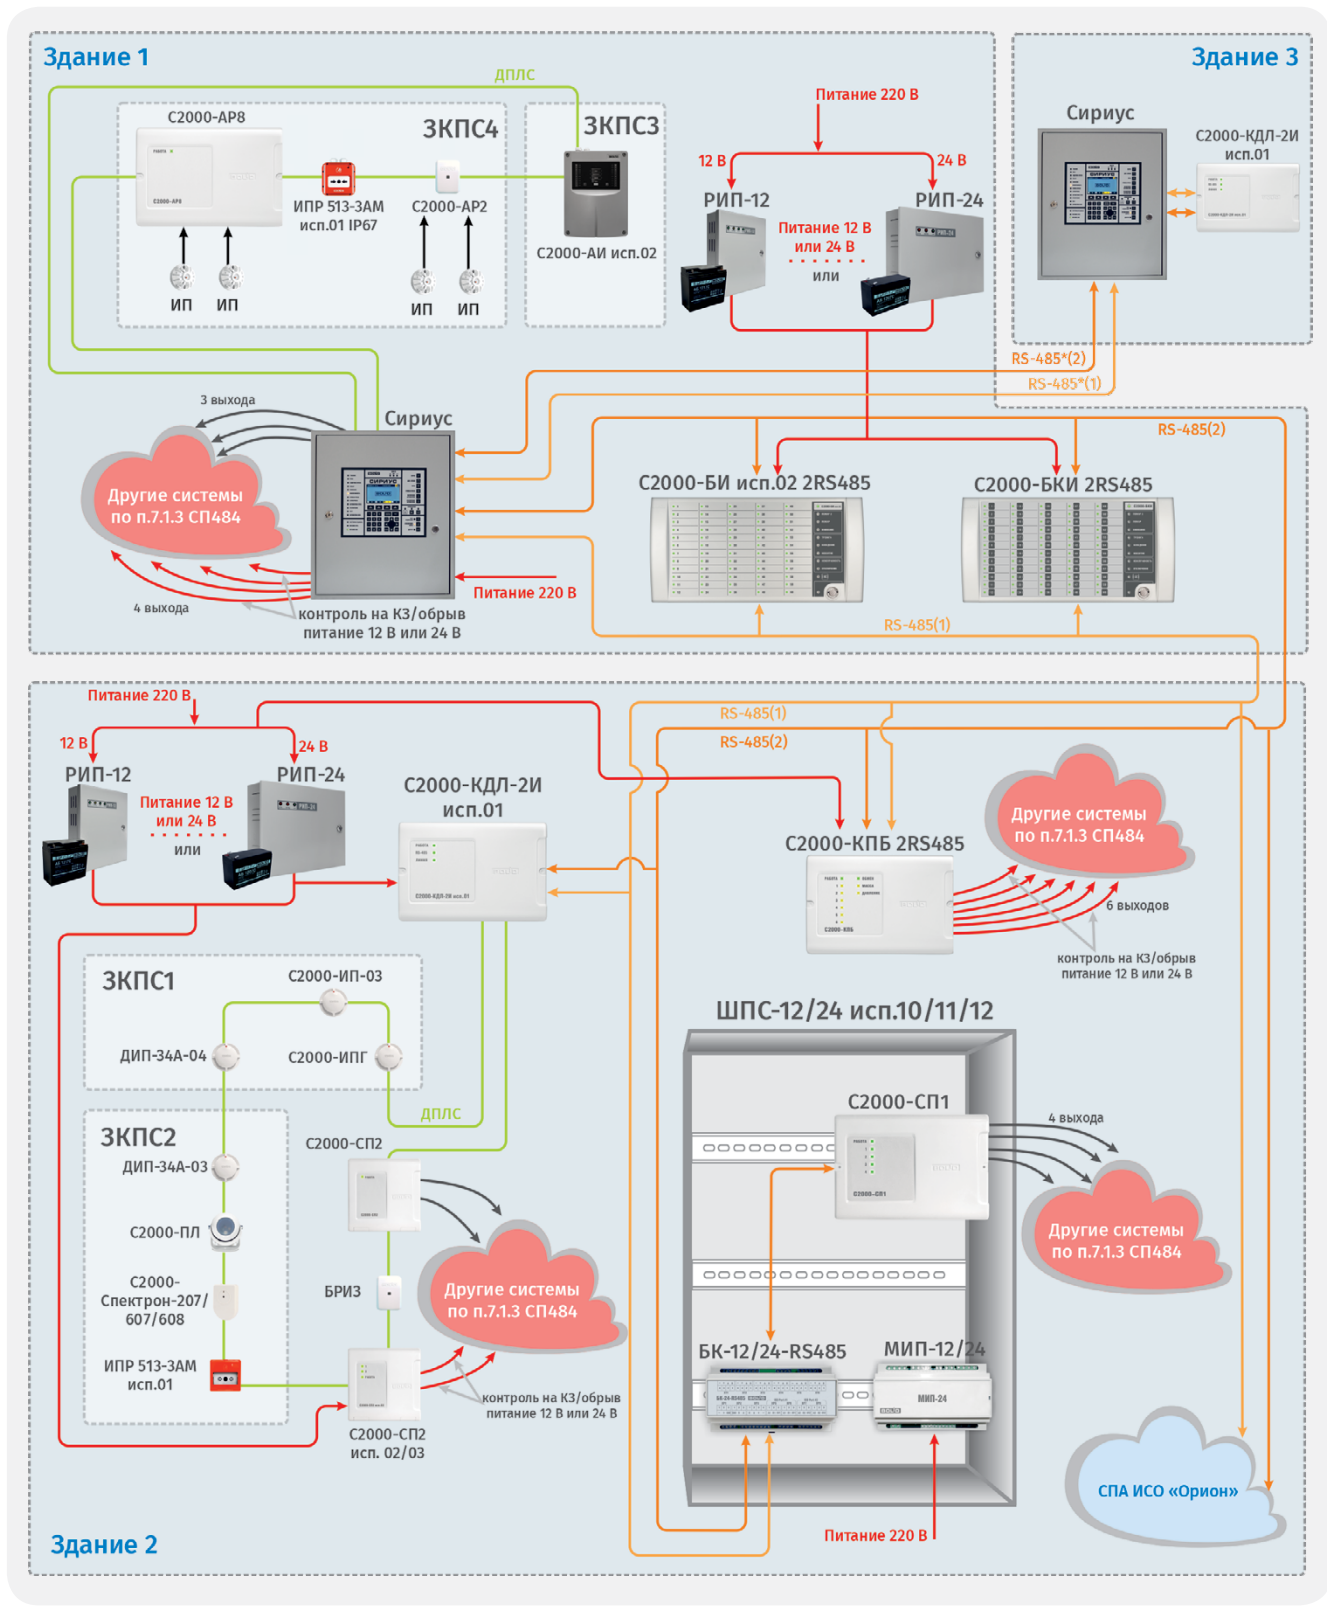 Здание 1
ДПЛС
С2000-АР8
ЗКПС4
ЗКПС3
ИПР 513-3АМ
исп.01 IP67
С2000-АР2
С2000-АИ исп.02
ИП
ИП
ИП
ИП
Питание 220 В
12 В
24 В
РИП-12
РИП-24
Питание 12 В
или 24 В
или
Здание 3
Сириус
С2000-КДЛ-2И
исп.01
RS-485*(2)
RS-485*(1)
3 выхода
Сириус
Другие системы
по п.7.1.3 СП484
4 выхода
контроль на КЗ/обрыв
питание 12 В или 24 В
Питание 220 В
RS-485(2)
С2000-БИ исп.02 2RS485
С2000-БКИ 2RS485
RS-485(1)
Питание 220 В
12 В
24 В
РИП-12
РИП-24
Питание 12 В
или 24 В
или
С2000-КДЛ-2И
исп.01
RS-485(1)
RS-485(2)
С2000-КПБ 2RS485
Другие системы
по п.7.1.3 СП484
6 выходов
контроль на КЗ/обрыв
питание 12 В или 24 В
ЗКПС1
С2000-ИП-03
ДИП-34А-04
С2000-ИПГ
ДПЛС
ЗКПС2
ДИП-34А-03
С2000-ПЛ
С2000-
Спектрон-207/
607/608
ИПР 513-3АМ
исп.01
С2000-СП2
БРИЗ
Другие системы
по п.7.1.3 СП484
контроль на КЗ/обрыв
питание 12 В или 24 В
С2000-СП2
исп. 02/03
ШПС-12/24 исп.10/11/12
С2000-СП1
4 выхода
Другие системы
по п.7.1.3 СП484
БК-12/24-RS485
МИП-12/24
МИП-24
Питание 220 В
СПА ИСО «Орион»
Здание 2